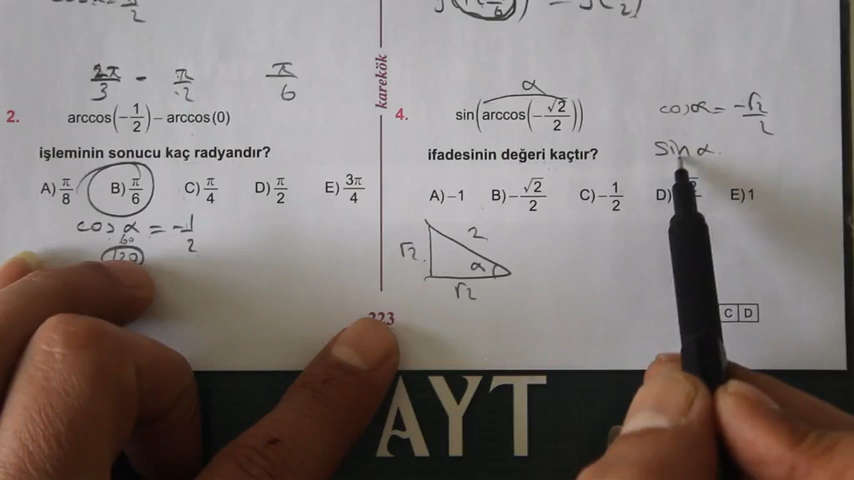 2π/3 - π/2 π/6
2. arccos(-1/2) - arccos(0)
işleminin sonucu kaç radyandır?
A) π/8 B) π/6 C) π/4 D) π/2 E) 3π/4
cos α = -1/2
60
120
karekök
α
4. sin(arccos(-√2/2))
cosα = -√2/2
sin α
ifadesinin değeri kaçtır?
A) -1 B) -√2/2 C) -1/2 D) E) 1
√2 2 α
√2
223
C D
AYT